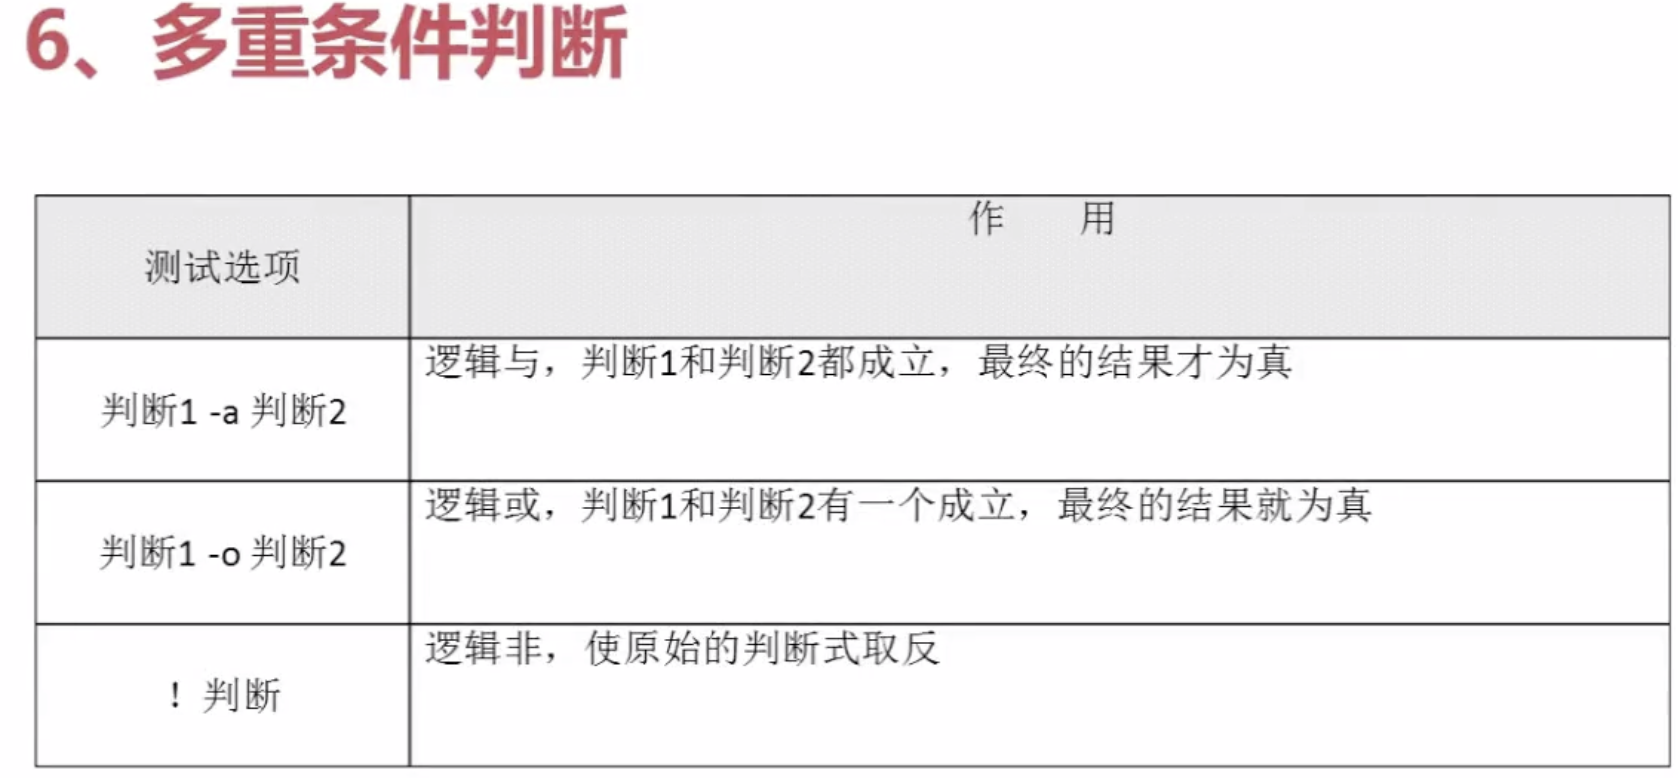 6、多重条件判断
测试选项
作 用
判断1 -a 判断2
逻辑与，判断1和判断2都成立，最终的结果才为真
判断1 -o 判断2
逻辑或，判断1和判断2有一个成立，最终的结果就为真
！判断
逻辑非，使原始的判断式取反